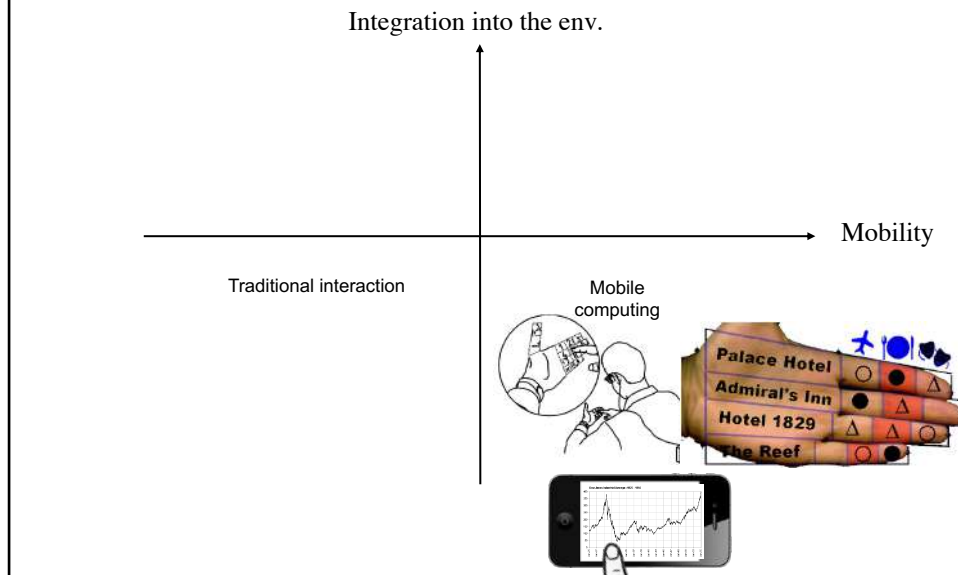 Integration into the env.
Mobility
Traditional interaction
Mobile
computing
Palace Hotel
Admiral's Inn
Hotel 1829
The Reef